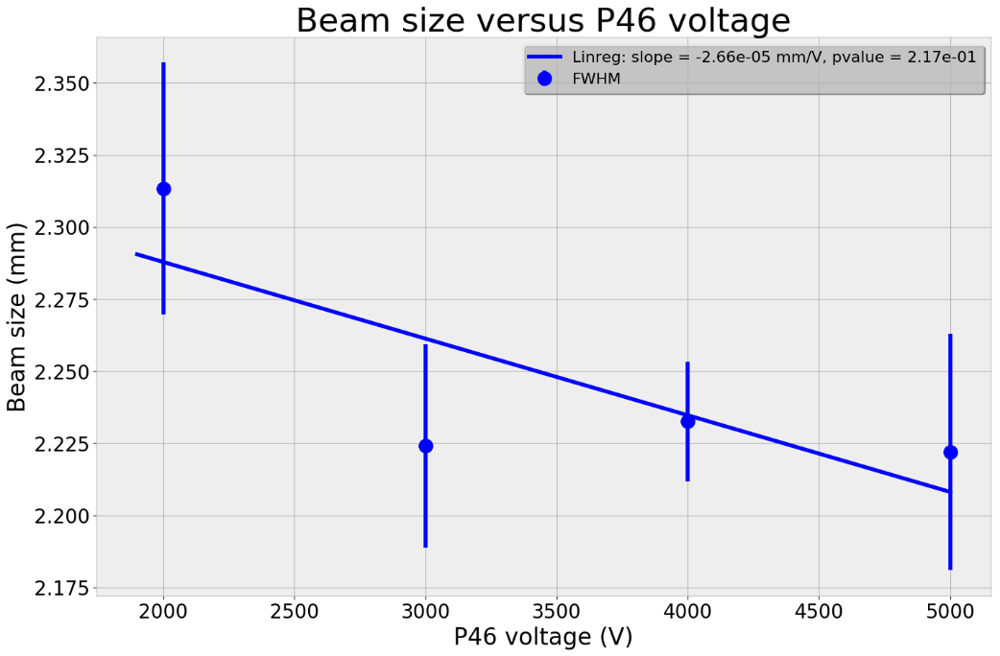 Beam size versus P46 voltage
Linreg: slope = -2.66e-05 mm/V, pvalue = 2.17e-01
FWHM
Beam size (mm)
2.350
2.325
2.300
2.275
2.250
2.225
2.200
2.175
2000 2500 3000 3500 4000 4500 5000
P46 voltage (V)